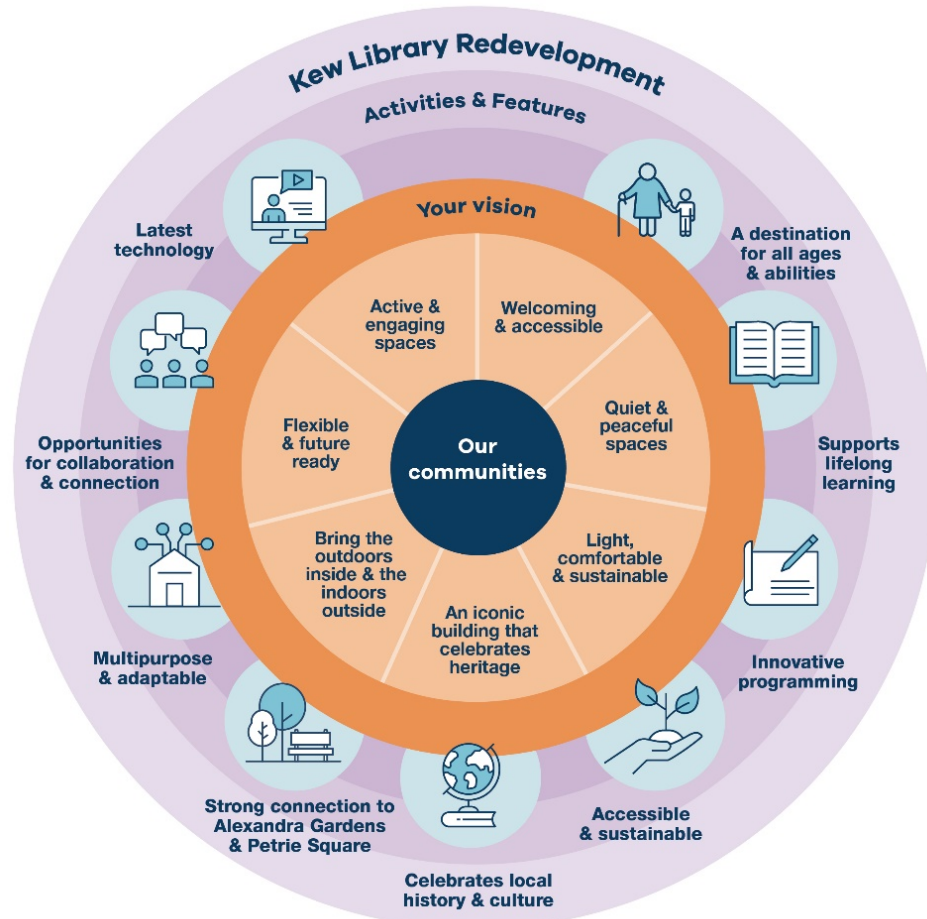 Kew Library Redevelopment
Activities & Features
Your vision
Our
communities
Welcoming
& accessible
Quiet &
peaceful
spaces
Light,
comfortable
& sustainable
An iconic
building that
celebrates
heritage
Bring the
outdoors
inside & the
indoors
outside
Flexible
& future
ready
Active &
engaging
spaces
A destination
for all ages
& abilities
Supports
lifelong
learning
Innovative
programming
Accessible
& sustainable
Celebrates local
history & culture
Strong connection to
Alexandra Gardens
& Petrie Square
Multipurpose
& adaptable
Opportunities
for collaboration
& connection
Latest
technology